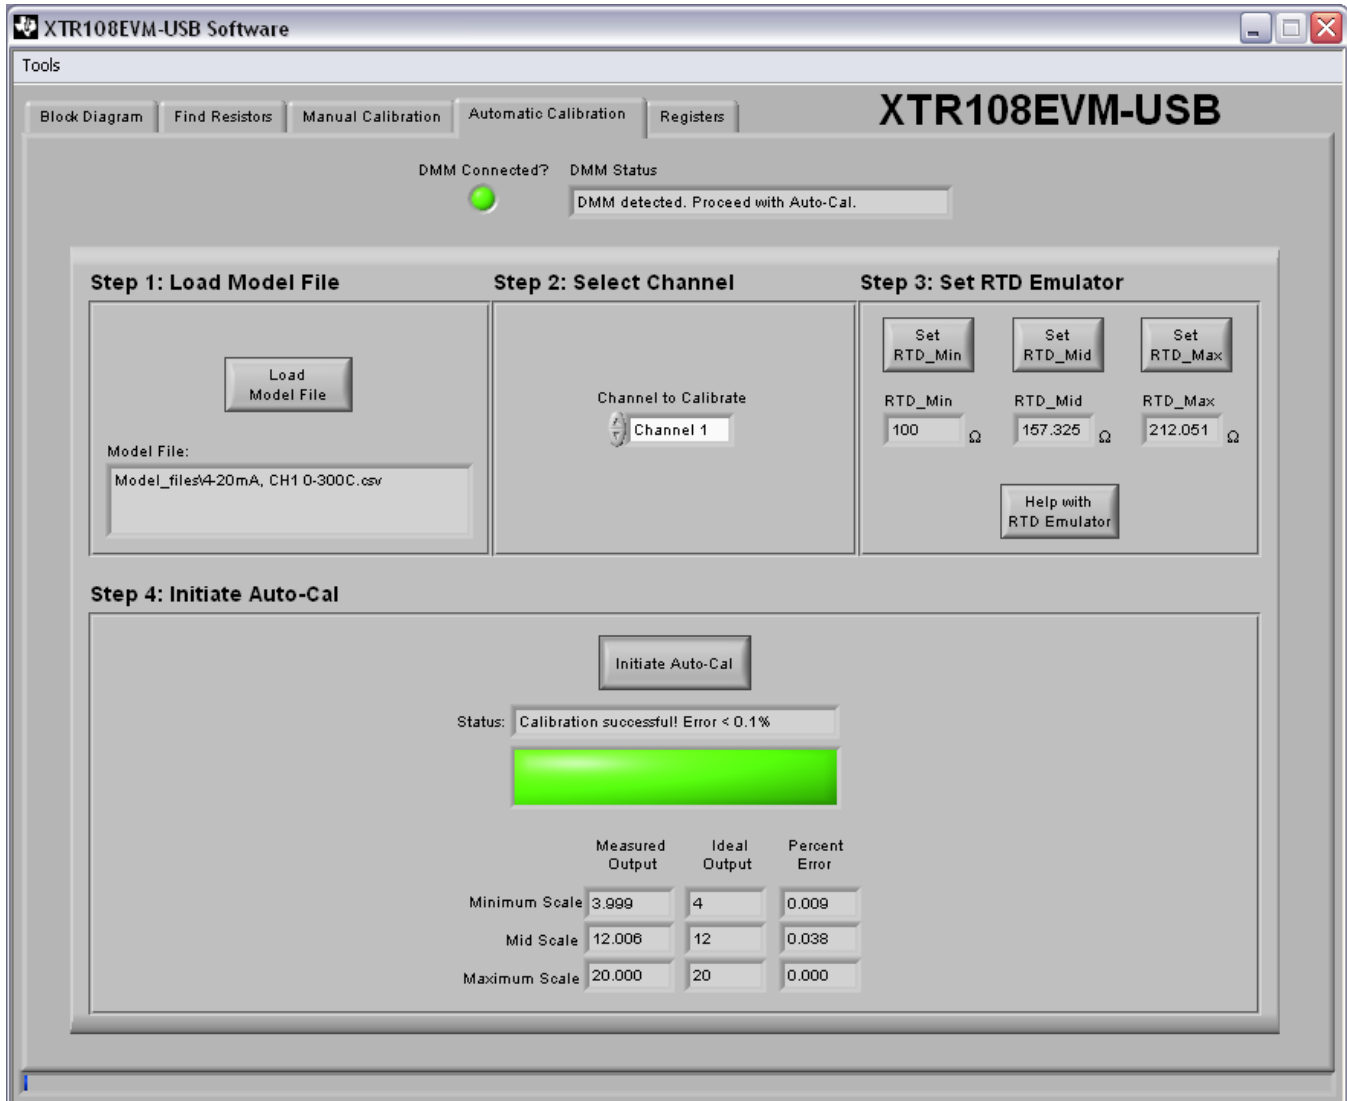 XTR108EVM-USB Software
Tools
Block Diagram
Find Resistors
Manual Calibration
Automatic Calibration
Registers
XTR108EVM-USB
DMM Connected?
DMM Status
DMM detected. Proceed with Auto-Cal.
Step 1: Load Model File
Load
Model File
Model File:
Model_files\4-20mA, CH1 0-300C.csv
Step 2: Select Channel
Channel to Calibrate
Channel 1
Step 3: Set RTD Emulator
Set
RTD_Min
Set
RTD_Mid
Set
RTD_Max
RTD_Min
100 Ω
RTD_Mid
157.325 Ω
RTD_Max
212.051 Ω
Help with
RTD Emulator
Step 4: Initiate Auto-Cal
Initiate Auto-Cal
Status: Calibration successful! Error < 0.1%
Measured
Output
Ideal
Output
Percent
Error
Minimum Scale 3.999 4 0.009
Mid Scale 12.006 12 0.038
Maximum Scale 20.000 20 0.000